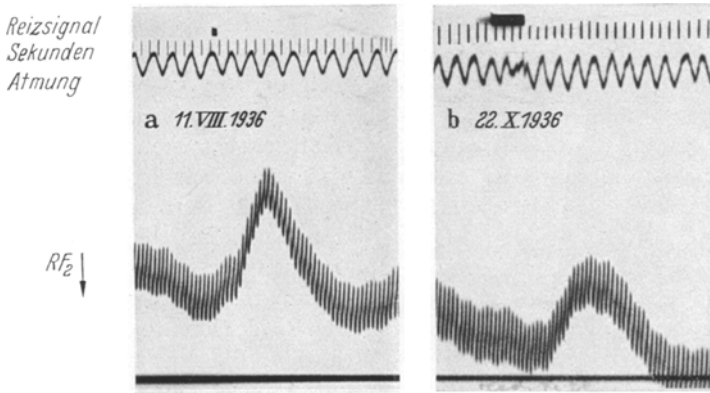 Reizsignal
Sekunden
Atmung
a 11.VIII.1936
b 22.X.1936
RF₂